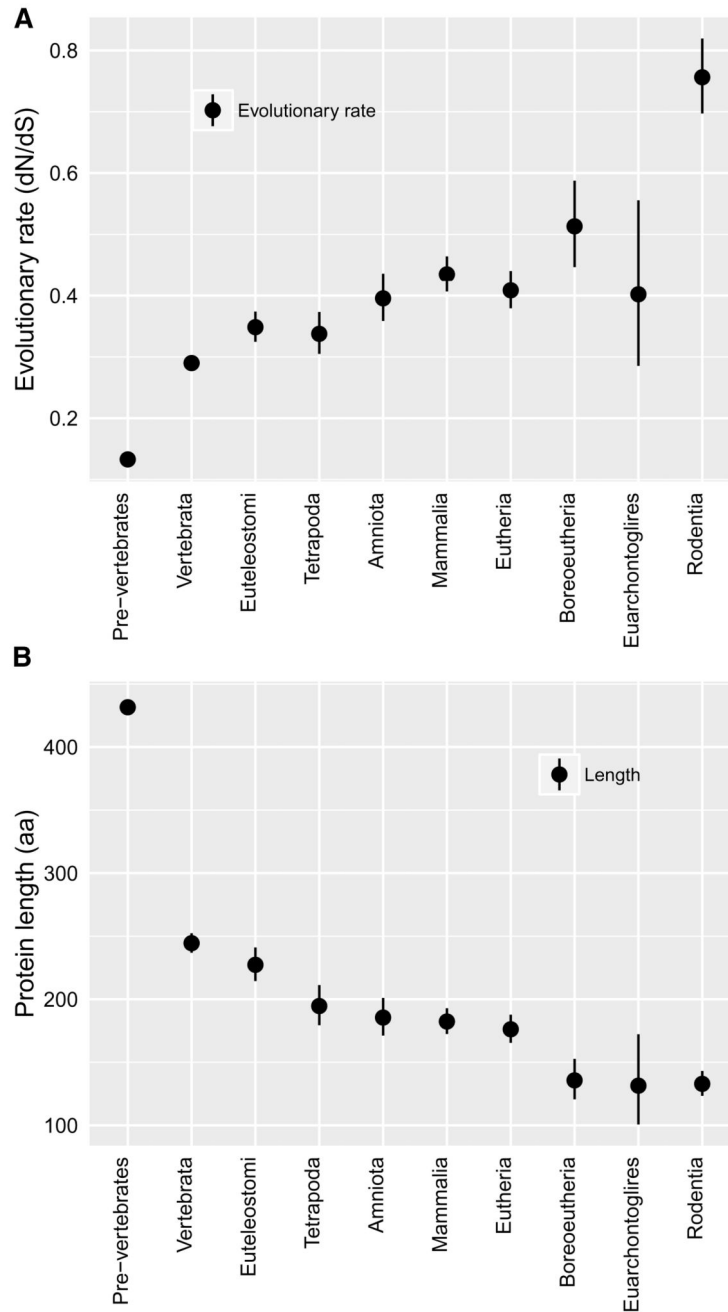 A
Evolutionary rate (dN/dS)
0.8
0.6
0.4
0.2
Evolutionary rate
Pre−vertebrates
Vertebrata
Euteleostomi
Tetrapoda
Amniota
Mammalia
Eutheria
Boreoeutheria
Euarchontoglires
Rodentia
B
Protein length (aa)
400
300
200
100
Length
Pre−vertebrates
Vertebrata
Euteleostomi
Tetrapoda
Amniota
Mammalia
Eutheria
Boreoeutheria
Euarchontoglires
Rodentia